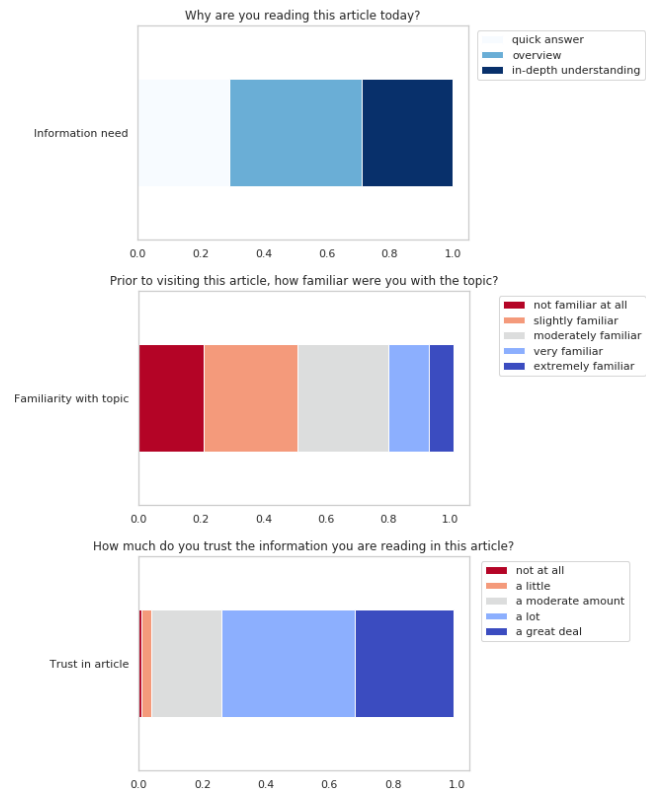 Why are you reading this article today?
quick answer
overview
in-depth understanding
Information need
0.0 0.2 0.4 0.6 0.8 1.0
Prior to visiting this article, how familiar were you with the topic?
not familiar at all
slightly familiar
moderately familiar
very familiar
extremely familiar
Familiarity with topic
0.0 0.2 0.4 0.6 0.8 1.0
How much do you trust the information you are reading in this article?
not at all
a little
a moderate amount
a lot
a great deal
Trust in article
0.0 0.2 0.4 0.6 0.8 1.0